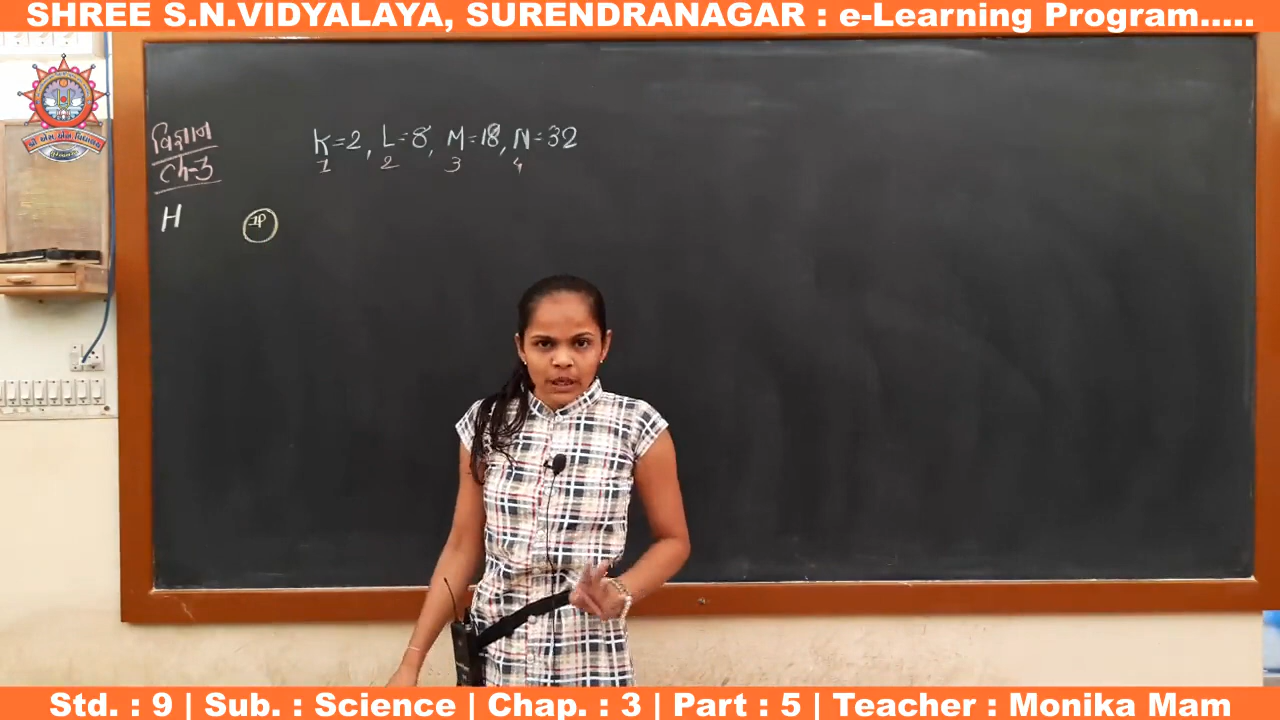 SHREE S.N.VIDYALAYA, SURENDRANAGAR : e-Learning Program.....
વિજ્ઞાન
Ch-3
K=2, L=8, M=18, N=32
1 2 3 4
H
1P
Std. : 9 | Sub. : Science | Chap. : 3 | Part : 5 | Teacher : Monika Mam